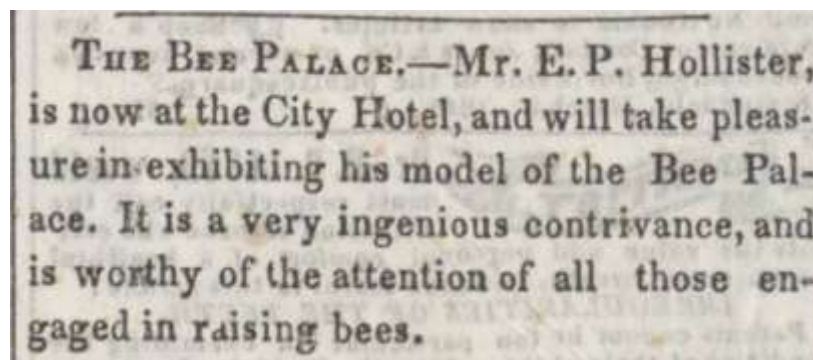 THE BEE PALACE.—Mr. E. P. Hollister,
is now at the City Hotel, and will take pleas-
ure in exhibiting his model of the Bee Pal-
ace. It is a very ingenious contrivance, and
is worthy of the attention of all those en-
gaged in raising bees.